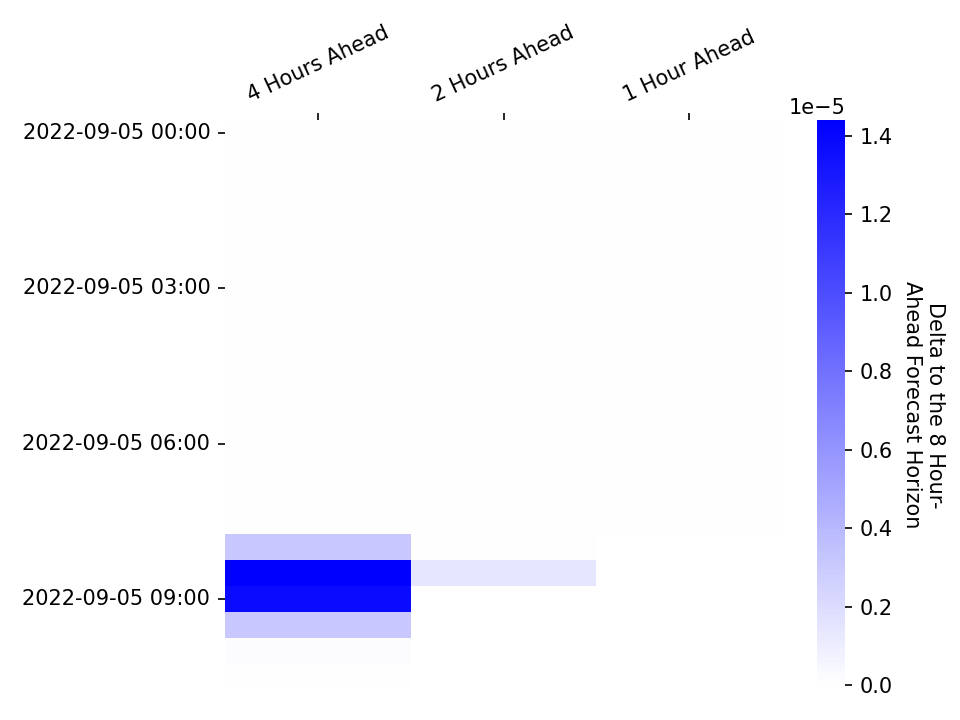 4 Hours Ahead
2 Hours Ahead
1 Hour Ahead
1e−5
2022-09-05 00:00
2022-09-05 03:00
2022-09-05 06:00
2022-09-05 09:00
1.4
1.2
1.0
0.8
0.6
0.4
0.2
0.0
Delta to the 8 Hour-
Ahead Forecast Horizon